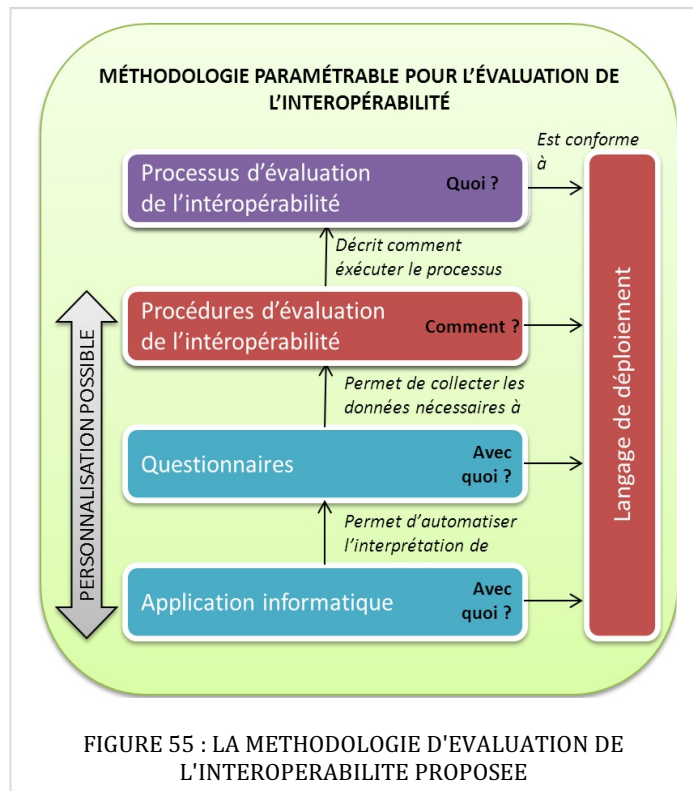 MÉTHODOLOGIE PARAMÉTRABLE POUR L'ÉVALUATION DE
L'INTEROPÉRABILITÉ
Est conforme
à
Processus d'évaluation
de l'intéropérabilité
Quoi ?
Décrit comment
éxécuter le processus
Procédures d'évaluation
de l'intéropérabilité
Comment ?
Permet de collecter les
données nécessaires à
Questionnaires
Avec
quoi ?
Permet d'automatiser
l'interprétation de
Application informatique
Avec
quoi ?
PERSONNALISATION POSSIBLE
Langage de déploiement
FIGURE 55 : LA METHODOLOGIE D'EVALUATION DE
L'INTEROPERABILITE PROPOSEE